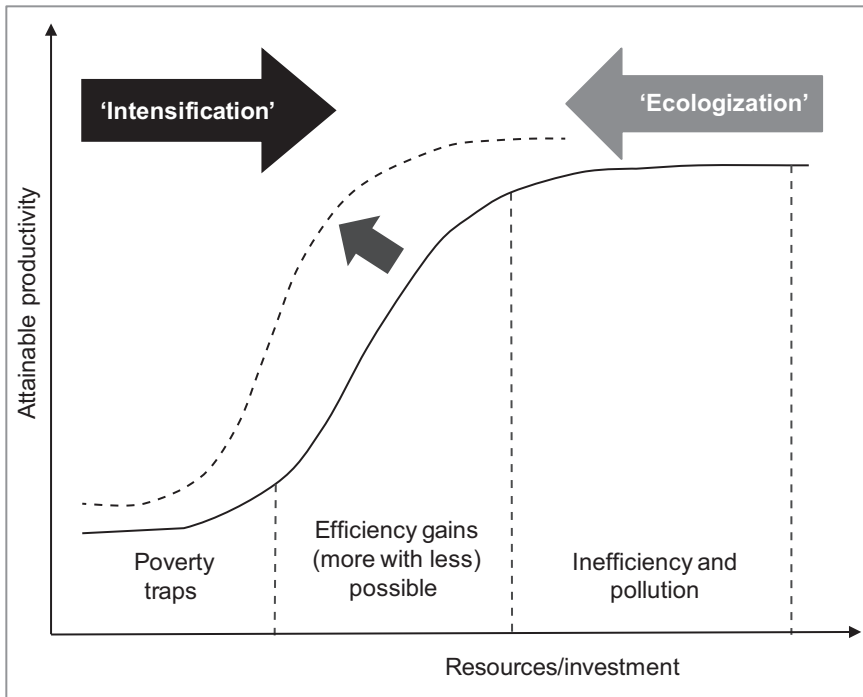 ‘Intensification’
‘Ecologization’
Attainable productivity
Poverty
traps
Efficiency gains
(more with less)
possible
Inefficiency and
pollution
Resources/investment